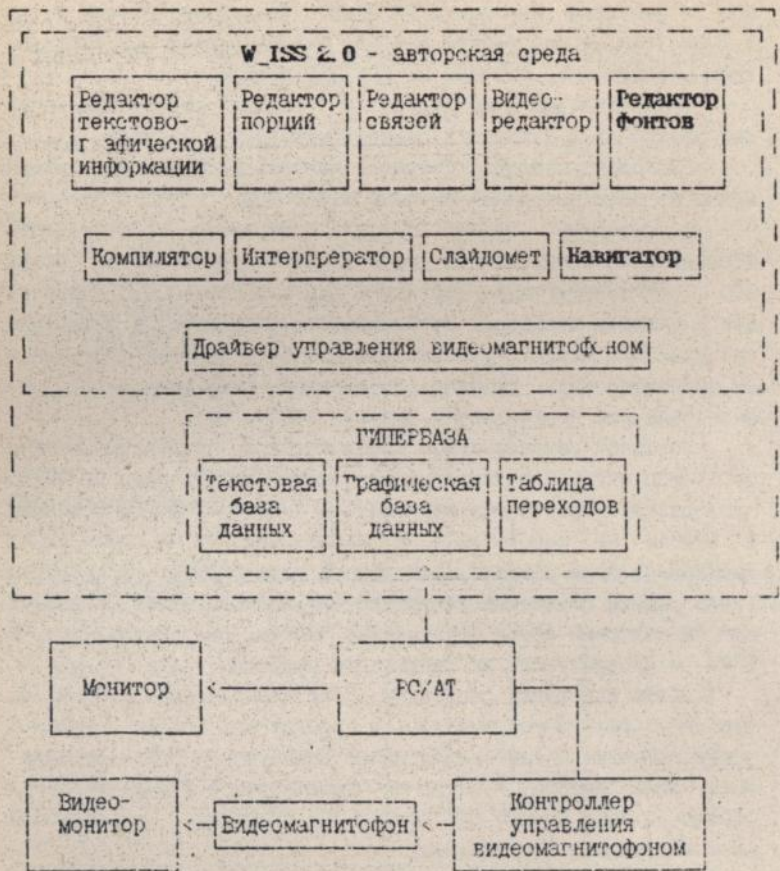 W_ISS 2.0 - авторская среда
Редактор текстово- г афической информации
Редактор порций
Редактор связей
Видео- редактор
Редактор фонтов
Компилятор
Интерпрератор
Слайдомет
Навигатор
Драйвер управления видеомагнитофоном
ГИПЕРБАЗА
Текстовая база данных
Графическая база данных
Таблица переходов
Монитор
PC/AT
Видео- монитор
Видеомагнитофон
Контроллер управления видеомагнитофоном